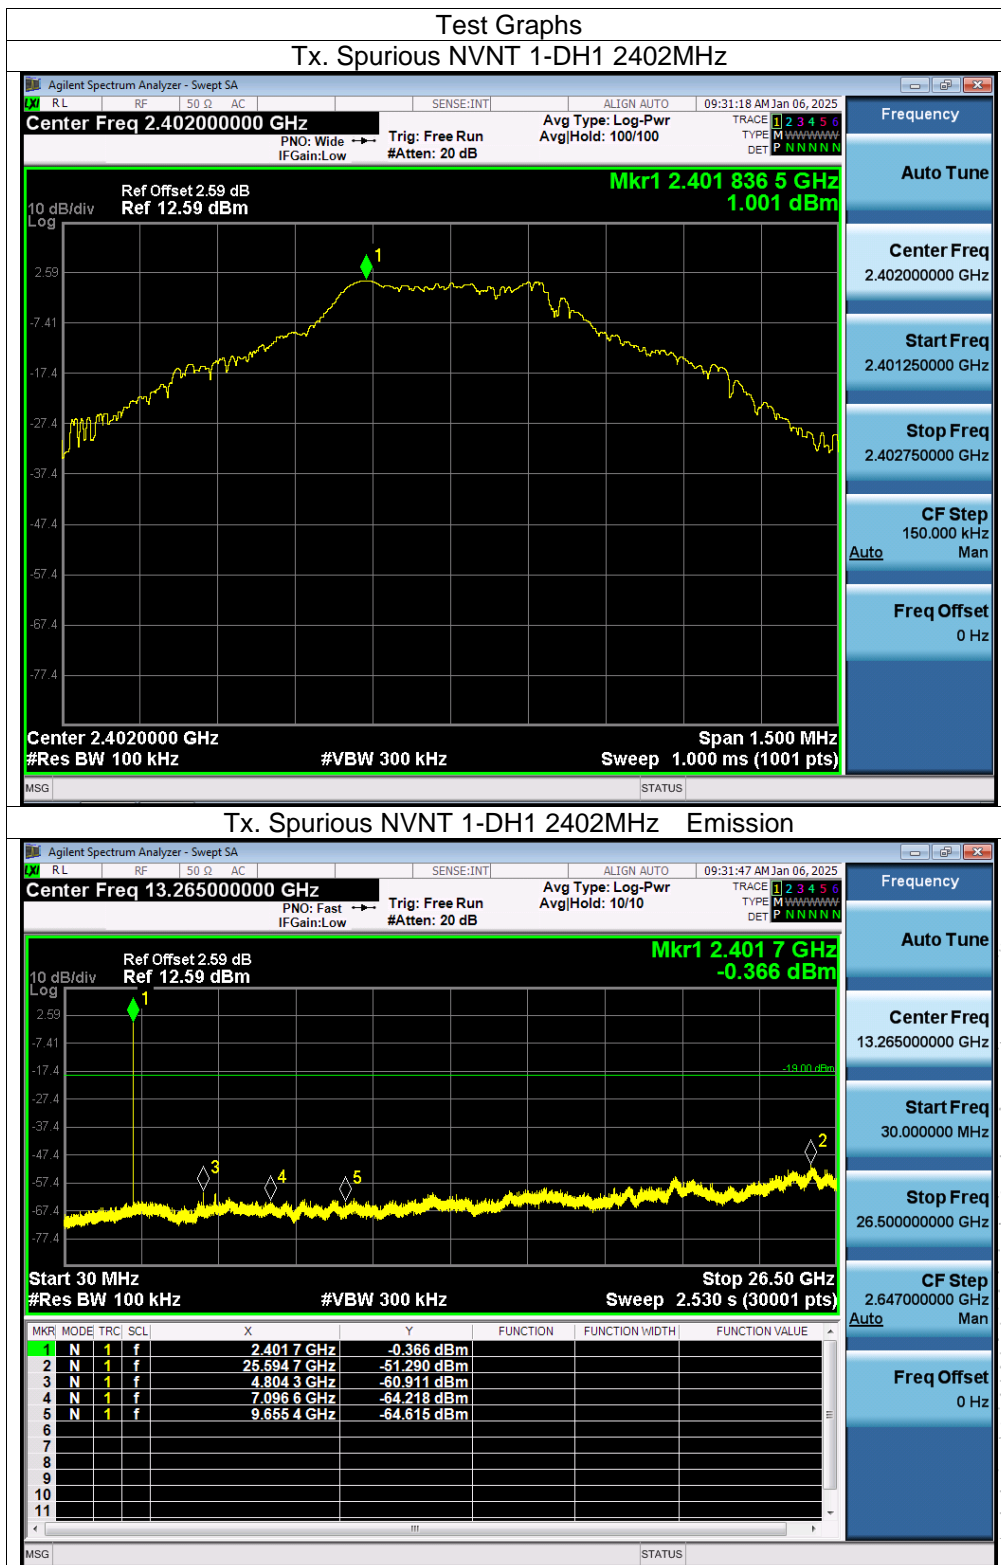 Test Graphs
Tx. Spurious NVNT 1-DH1 2402MHz
Agilent Spectrum Analyzer - Swept SA
LXI RL RF 50 Ω AC SENSE:INT ALIGN AUTO 09:31:18 AM Jan 06, 2025
Center Freq 2.402000000 GHz
PNO: Wide
IFGain:Low
Trig: Free Run
#Atten: 20 dB
Avg Type: Log-Pwr
Avg|Hold: 100/100
TRACE 1 2 3 4 5 6
TYPE M WWWWW
DET P N N N N N
Mkr1 2.401 836 5 GHz
1.001 dBm
Ref Offset 2.59 dB
10 dB/div Ref 12.59 dBm
Log
1
2.59
-7.41
-17.4
-27.4
-37.4
-47.4
-57.4
-67.4
-77.4
Center 2.4020000 GHz Span 1.500 MHz
#Res BW 100 kHz #VBW 300 kHz Sweep 1.000 ms (1001 pts)
MSG STATUS
Frequency
Auto Tune
Center Freq
2.402000000 GHz
Start Freq
2.401250000 GHz
Stop Freq
2.402750000 GHz
CF Step
150.000 kHz
Auto Man
Freq Offset
0 Hz
Tx. Spurious NVNT 1-DH1 2402MHz Emission
Agilent Spectrum Analyzer - Swept SA
LXI RL RF 50 Ω AC SENSE:INT ALIGN AUTO 09:31:47 AM Jan 06, 2025
Center Freq 13.265000000 GHz
PNO: Fast
IFGain:Low
Trig: Free Run
#Atten: 20 dB
Avg Type: Log-Pwr
Avg|Hold: 10/10
TRACE 1 2 3 4 5 6
TYPE M WWWWW
DET P N N N N N
Mkr1 2.401 7 GHz
-0.366 dBm
Ref Offset 2.59 dB
10 dB/div Ref 12.59 dBm
Log
1
2.59
-7.41
-17.4
-19.00 dBm
-27.4
-37.4
-47.4
2
3
4
5
-57.4
-67.4
-77.4
Start 30 MHz Stop 26.50 GHz
#Res BW 100 kHz #VBW 300 kHz Sweep 2.530 s (30001 pts)
MKR MODE TRC SCL X Y FUNCTION FUNCTION WIDTH FUNCTION VALUE
1 N 1 f 2.401 7 GHz -0.366 dBm
2 N 1 f 25.594 7 GHz -51.290 dBm
3 N 1 f 4.804 3 GHz -60.911 dBm
4 N 1 f 7.096 6 GHz -64.218 dBm
5 N 1 f 9.655 4 GHz -64.615 dBm
6
7
8
9
10
11
MSG STATUS
Frequency
Auto Tune
Center Freq
13.265000000 GHz
Start Freq
30.000000 MHz
Stop Freq
26.500000000 GHz
CF Step
2.647000000 GHz
Auto Man
Freq Offset
0 Hz